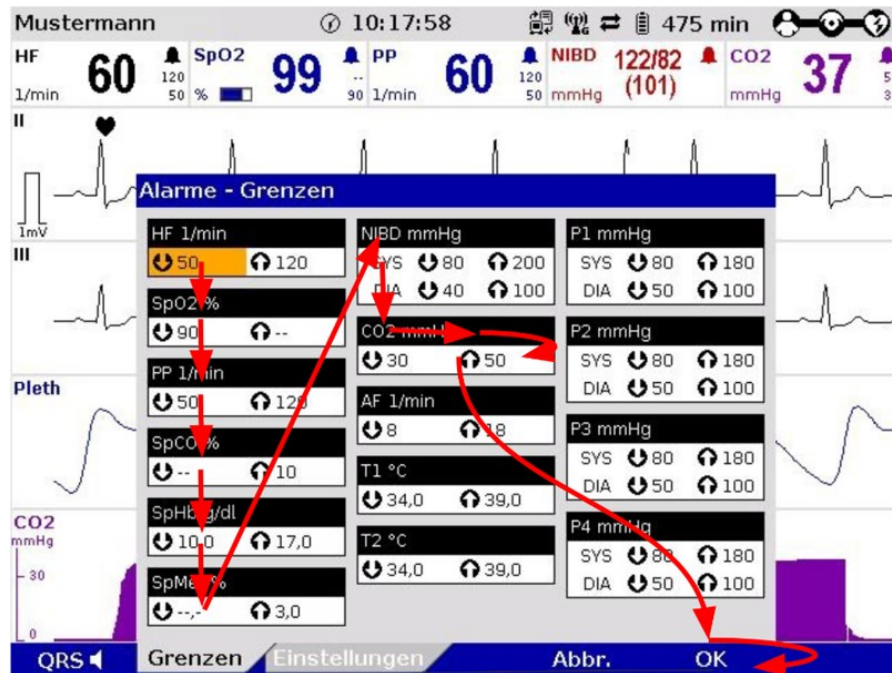 Mustermann 10:17:58 475 min
HF 60 120 50 1/min
SpO2 99 -- 90 %
PP 60 120 50 1/min
NIBD 122/82 (101) mmHg
CO2 37 mmHg
II
1mV
III
Pleth
CO2
mmHg
30
0
Alarme - Grenzen
HF 1/min
50 120
SpO2 %
90 --
PP 1/min
50 120
SpCO %
-- 10
SpHb g/dl
10,0 17,0
SpMet %
--,- 3,0
NIBD mmHg
SYS 80 200
DIA 40 100
CO2 mmHg
30 50
AF 1/min
8 18
T1 °C
34,0 39,0
T2 °C
34,0 39,0
P1 mmHg
SYS 80 180
DIA 50 100
P2 mmHg
SYS 80 180
DIA 50 100
P3 mmHg
SYS 80 180
DIA 50 100
P4 mmHg
SYS 80 180
DIA 50 100
QRS Grenzen Einstellungen Abbr. OK